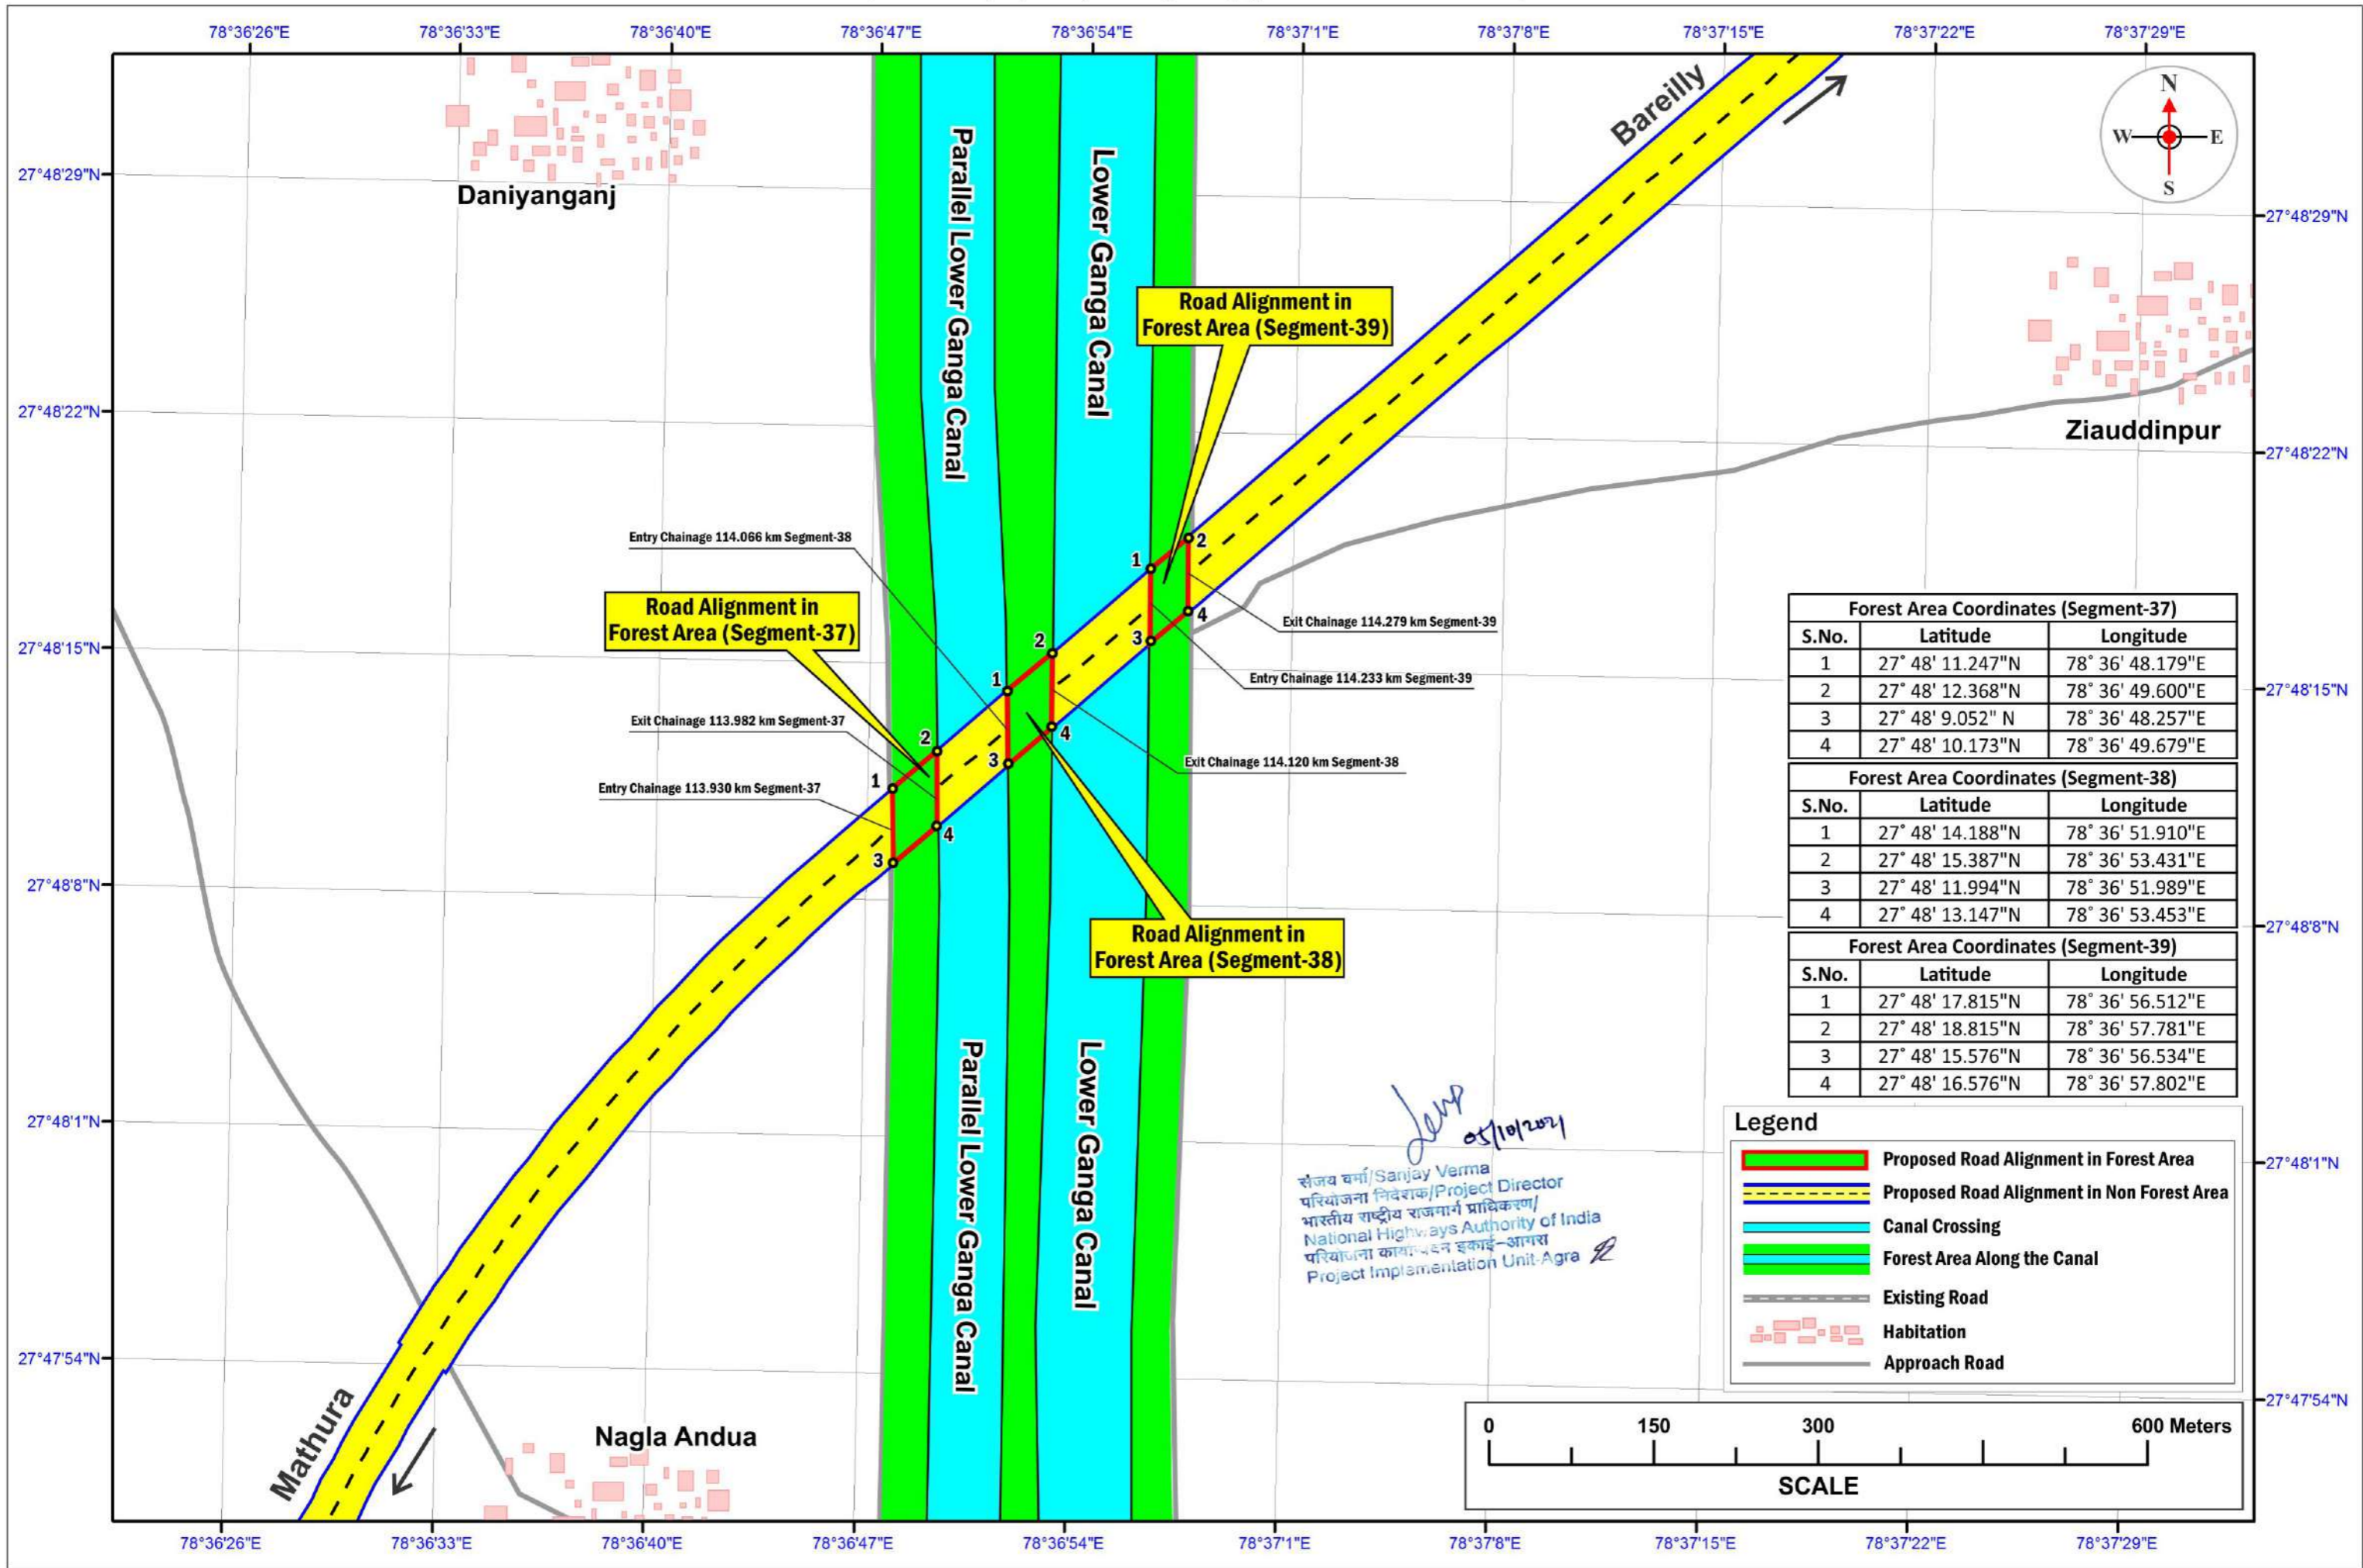 78°36'26"E 78°36'33"E 78°36'40"E 78°36'47"E 78°36'54"E 78°37'1"E 78°37'8"E 78°37'15"E 78°37'22"E 78°37'29"E
Bareilly
N
W E
S
27°48'29"N
27°48'29"N
Daniyanganj
Parallel Lower Ganga Canal
Lower Ganga Canal
Road Alignment in
Forest Area (Segment-39)
27°48'22"N
27°48'22"N
Ziauddinpur
Entry Chainage 114.066 km Segment-38
1
2
3
4
Road Alignment in
Forest Area (Segment-37)
Exit Chainage 114.279 km Segment-39
27°48'15"N
27°48'15"N
Entry Chainage 114.233 km Segment-39
1
2
3
4
Exit Chainage 113.982 km Segment-37
Exit Chainage 114.120 km Segment-38
Entry Chainage 113.930 km Segment-37
1
2
3
4
27°48'8"N
27°48'8"N
Road Alignment in
Forest Area (Segment-38)
Forest Area Coordinates (Segment-37)
S.No. Latitude Longitude
1 27° 48' 11.247"N 78° 36' 48.179"E
2 27° 48' 12.368"N 78° 36' 49.600"E
3 27° 48' 9.052" N 78° 36' 48.257"E
4 27° 48' 10.173"N 78° 36' 49.679"E
Forest Area Coordinates (Segment-38)
S.No. Latitude Longitude
1 27° 48' 14.188"N 78° 36' 51.910"E
2 27° 48' 15.387"N 78° 36' 53.431"E
3 27° 48' 11.994"N 78° 36' 51.989"E
4 27° 48' 13.147"N 78° 36' 53.453"E
Forest Area Coordinates (Segment-39)
S.No. Latitude Longitude
1 27° 48' 17.815"N 78° 36' 56.512"E
2 27° 48' 18.815"N 78° 36' 57.781"E
3 27° 48' 15.576"N 78° 36' 56.534"E
4 27° 48' 16.576"N 78° 36' 57.802"E
Parallel Lower Ganga Canal
Lower Ganga Canal
27°48'1"N
27°48'1"N
05/10/2021
संजय वर्मा/Sanjay Verma
परियोजना निदेशक/Project Director
भारतीय राष्ट्रीय राजमार्ग प्राधिकरण/
National Highways Authority of India
परियोजना इकाई-आगरा
Project Implementation Unit-Agra
Legend
Proposed Road Alignment in Forest Area
Proposed Road Alignment in Non Forest Area
Canal Crossing
Forest Area Along the Canal
Existing Road
Habitation
Approach Road
27°47'54"N
27°47'54"N
Mathura
Nagla Andua
0 150 300 600 Meters
SCALE
78°36'26"E 78°36'33"E 78°36'40"E 78°36'47"E 78°36'54"E 78°37'1"E 78°37'8"E 78°37'15"E 78°37'22"E 78°37'29"E